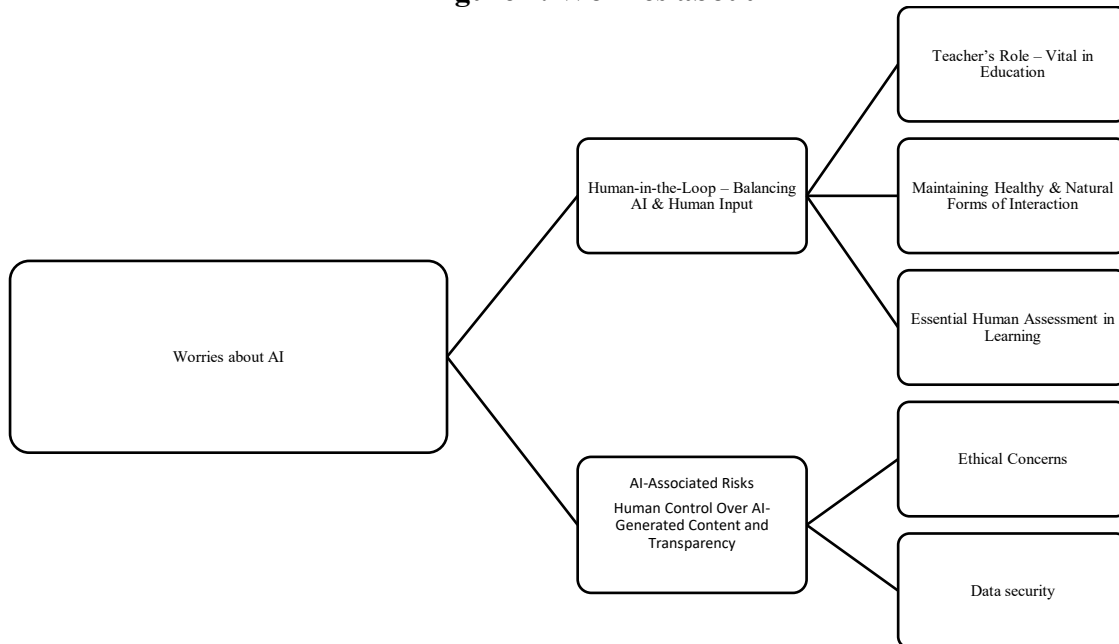 Teacher's Role – Vital in
Education
Human-in-the-Loop – Balancing
AI & Human Input
Maintaining Healthy & Natural
Forms of Interaction
Essential Human Assessment in
Learning
Worries about AI
AI-Associated Risks
Human Control Over AI-
Generated Content and
Transparency
Ethical Concerns
Data security